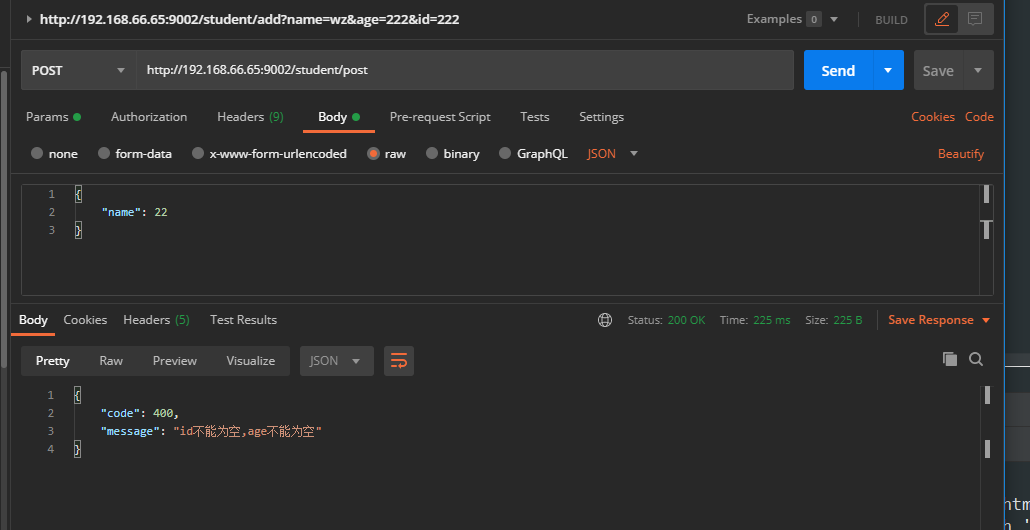 http://192.168.66.65:9002/student/add?name=wz&age=222&id=222
Examples 0
BUILD
POST
http://192.168.66.65:9002/student/post
Send
Save
Params
Authorization
Headers (9)
Body
Pre-request Script
Tests
Settings
Cookies
Code
none
form-data
x-www-form-urlencoded
raw
binary
GraphQL
JSON
Beautify
1 {
2 "name": 22
3 }
Body
Cookies
Headers (5)
Test Results
Status: 200 OK
Time: 225 ms
Size: 225 B
Save Response
Pretty
Raw
Preview
Visualize
JSON
1 {
2 "code": 400,
3 "message": "id不能为空,age不能为空"
4 }